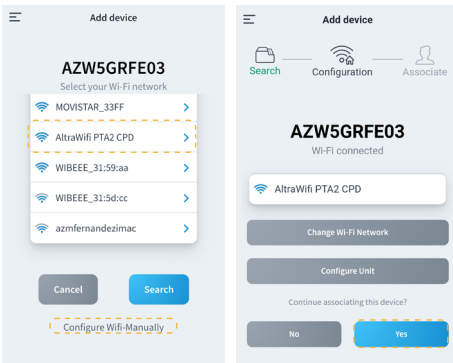 Add device
AZW5GRFE03
Select your Wi-Fi network
MOVISTAR_33FF
AltraWifi PTA2 CPD
WIBEEE_31:59:aa
WIBEEE_31:5d:cc
azmfernandezimac
Cancel
Search
Configure Wifi-Manually
Add device
Search
Configuration
Associate
AZW5GRFE03
Wi-Fi connected
AltraWifi PTA2 CPD
Change Wi-Fi Network
Configure Unit
Continue associating this device?
No
Yes